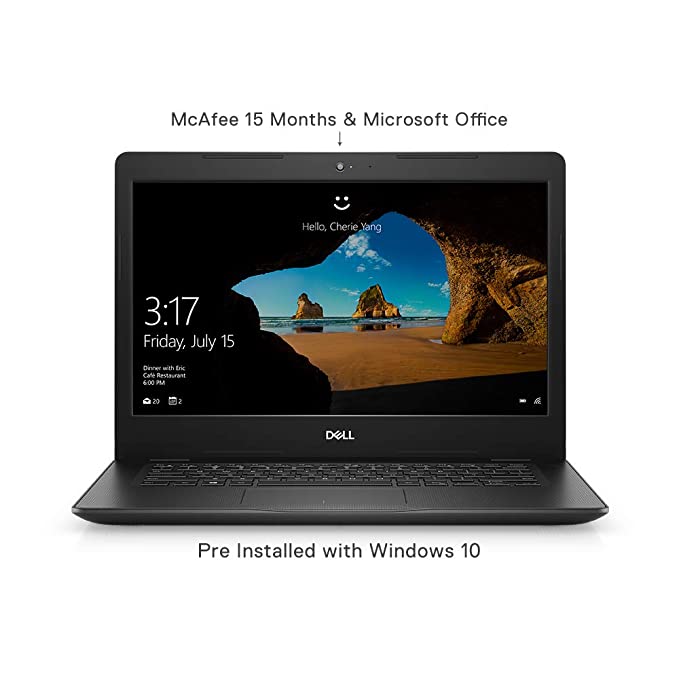 McAfee 15 Months & Microsoft Office
Hello, Cherie Yang
3:17
Friday, July 15
Dinner with Eric
Café Restaurant
6:00 PM
20 2
DELL
Pre Installed with Windows 10